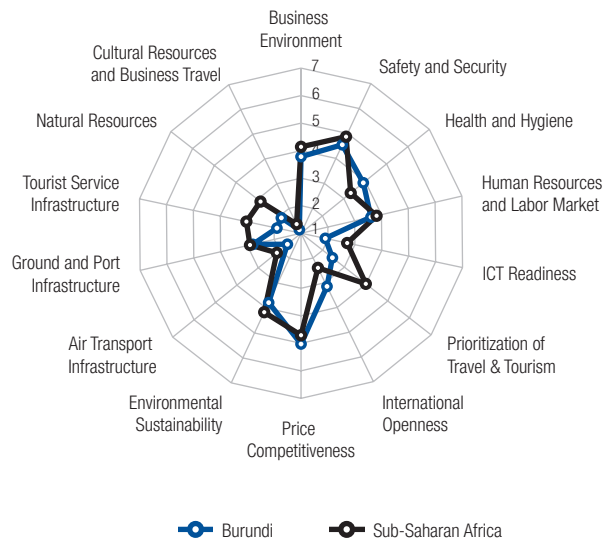 Business
Environment
Safety and Security
Health and Hygiene
Human Resources
and Labor Market
ICT Readiness
Prioritization of
Travel & Tourism
International
Openness
Price
Competitiveness
Environmental
Sustainability
Air Transport
Infrastructure
Ground and Port
Infrastructure
Tourist Service
Infrastructure
Natural Resources
Cultural Resources
and Business Travel
7
6
5
4
3
2
1
Burundi
Sub-Saharan Africa